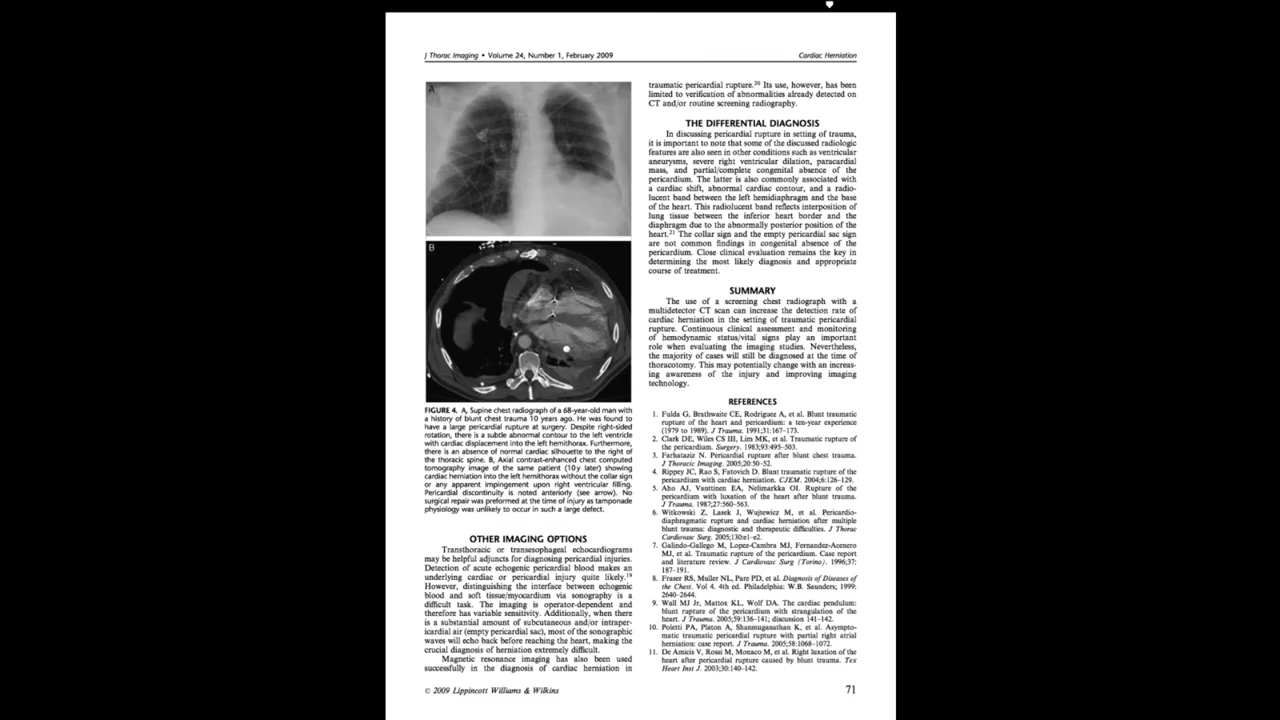 J Thorac Imaging • Volume 24, Number 1, February 2009
Cardiac Herniation
A
B
FIGURE 4. A, Supine chest radiograph of a 68-year-old man with
a history of blunt chest trauma 10 years ago. He was found to
have a large pericardial rupture at surgery. Despite right-sided
rotation, there is a subtle abnormal contour to the left ventricle
with cardiac displacement into the left hemithorax. Furthermore,
there is an absence of normal cardiac silhouette to the right of
the thoracic spine. B, Axial contrast-enhanced chest computed
tomography image of the same patient (10 y later) showing
cardiac herniation into the left hemithorax without the collar sign
or any apparent impingement upon right ventricular filling.
Pericardial discontinuity is noted anteriorly (see arrow). No
surgical repair was preformed at the time of injury as tamponade
physiology was unlikely to occur in such a large defect.
OTHER IMAGING OPTIONS
Transthoracic or transesophageal echocardiograms
may be helpful adjuncts for diagnosing pericardial injuries.
Detection of acute echogenic pericardial blood makes an
underlying cardiac or pericardial injury quite likely.19
However, distinguishing the interface between echogenic
blood and soft tissue/myocardium via sonography is a
difficult task. The imaging is operator-dependent and
therefore has variable sensitivity. Additionally, when there
is a substantial amount of subcutaneous and/or intraper-
icardial air (empty pericardial sac), most of the sonographic
waves will echo back before reaching the heart, making the
crucial diagnosis of herniation extremely difficult.
Magnetic resonance imaging has also been used
successfully in the diagnosis of cardiac herniation in
traumatic pericardial rupture.20 Its use, however, has been
limited to verification of abnormalities already detected on
CT and/or routine screening radiography.
THE DIFFERENTIAL DIAGNOSIS
In discussing pericardial rupture in setting of trauma,
it is important to note that some of the discussed radiologic
features are also seen in other conditions such as ventricular
aneurysms, severe right ventricular dilation, paracardial
mass, and partial/complete congenital absence of the
pericardium. The latter is also commonly associated with
a cardiac shift, abnormal cardiac contour, and a radio-
lucent band between the left hemidiaphragm and the base
of the heart. This radiolucent band reflects interposition of
lung tissue between the inferior heart border and the
diaphragm due to the abnormally posterior position of the
heart.21 The collar sign and the empty pericardial sac sign
are not common findings in congenital absence of the
pericardium. Close clinical evaluation remains the key in
determining the most likely diagnosis and appropriate
course of treatment.
SUMMARY
The use of a screening chest radiograph with a
multidetector CT scan can increase the detection rate of
cardiac herniation in the setting of traumatic pericardial
rupture. Continuous clinical assessment and monitoring
of hemodynamic status/vital signs play an important
role when evaluating the imaging studies. Nevertheless,
the majority of cases will still be diagnosed at the time of
thoracotomy. This may potentially change with an increas-
ing awareness of the injury and improving imaging
technology.
REFERENCES
1. Fulda G, Brathwaite CE, Rodriguez A, et al. Blunt traumatic
rupture of the heart and pericardium: a ten-year experience
(1979 to 1989). J Trauma. 1991;31:167–173.
2. Clark DE, Wiles CS III, Lim MK, et al. Traumatic rupture of
the pericardium. Surgery. 1983;93:495–503.
3. Farhataziz N. Pericardial rupture after blunt chest trauma.
J Thoracic Imaging. 2005;20:50–52.
4. Rippey JC, Rao S, Fatovich D. Blunt traumatic rupture of the
pericardium with cardiac herniation. CJEM. 2004;6:126–129.
5. Aho AJ, Vanttinen EA, Nelimarkka OI. Rupture of the
pericardium with luxation of the heart after blunt trauma.
J Trauma. 1987;27:560–563.
6. Witkowski Z, Lasek J, Wujtewicz M, et al. Pericardio-
diaphragmatic rupture and cardiac herniation after multiple
blunt trauma: diagnostic and therapeutic difficulties. J Thorac
Cardiovasc Surg. 2005;130:e1–e2.
7. Galindo-Gallego M, Lopez-Cambra MJ, Fernandez-Acenero
MJ, et al. Traumatic rupture of the pericardium. Case report
and literature review. J Cardiovasc Surg (Torino). 1996;37:
187–191.
8. Fraser RS, Muller NL, Pare PD, et al. Diagnosis of Diseases of
the Chest. Vol 4. 4th ed. Philadelphia: W.B. Saunders; 1999:
2640–2644.
9. Wall MJ Jr, Mattox KL, Wolf DA. The cardiac pendulum:
blunt rupture of the pericardium with strangulation of the
heart. J Trauma. 2005;59:136–141; discussion 141–142.
10. Poletti PA, Platon A, Shanmuganathan K, et al. Asympto-
matic traumatic pericardial rupture with partial right atrial
herniation: case report. J Trauma. 2005;58:1068–1072.
11. De Amicis V, Rossi M, Monaco M, et al. Right luxation of the
heart after pericardial rupture caused by blunt trauma. Tex
Heart Inst J. 2003;30:140–142.
© 2009 Lippincott Williams & Wilkins
71